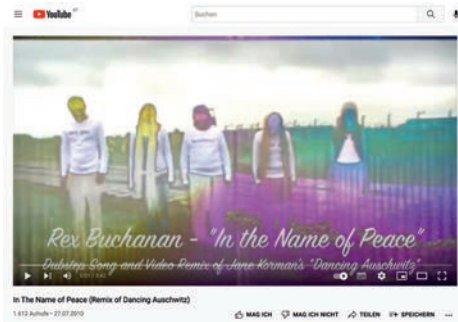 YouTube AT
Suchen
Rex Buchanan - "In the Name of Peace"
Dubstep Song and Video Remix of Jane Korman's "Dancing Auschwitz"
In The Name of Peace (Remix of Dancing Auschwitz)
1.612 Aufrufe • 27.07.2010
MAG ICH MAG ICH NICHT TEILEN SPEICHERN